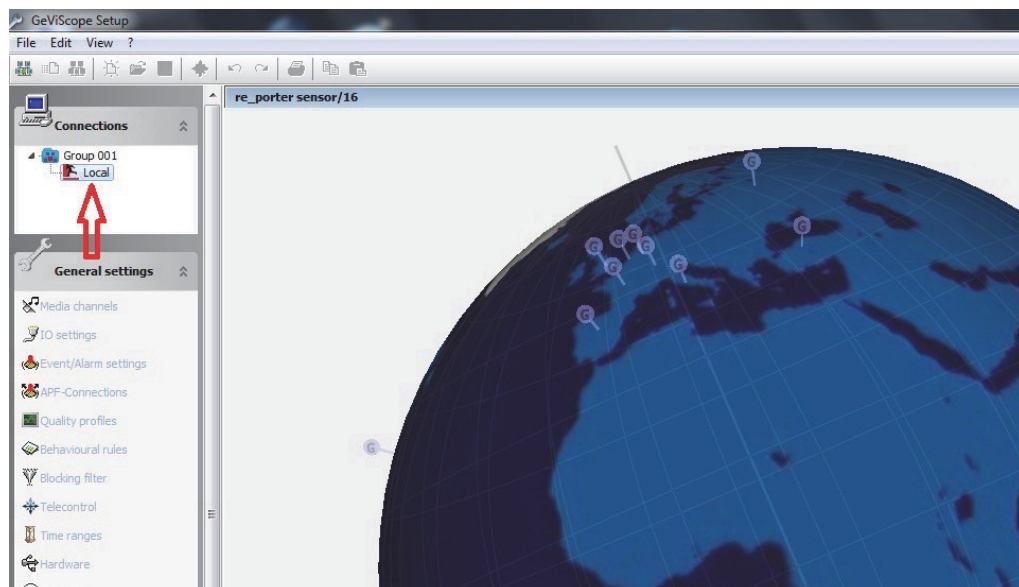 GeViScope Setup
File Edit View ?
re_porter sensor/16
Connections
Group 001
Local
General settings
Media channels
IO settings
Event/Alarm settings
APF-Connections
Quality profiles
Behavioural rules
Blocking filter
Telecontrol
Time ranges
Hardware
G
G
G
G
G
G
G
G
G
G